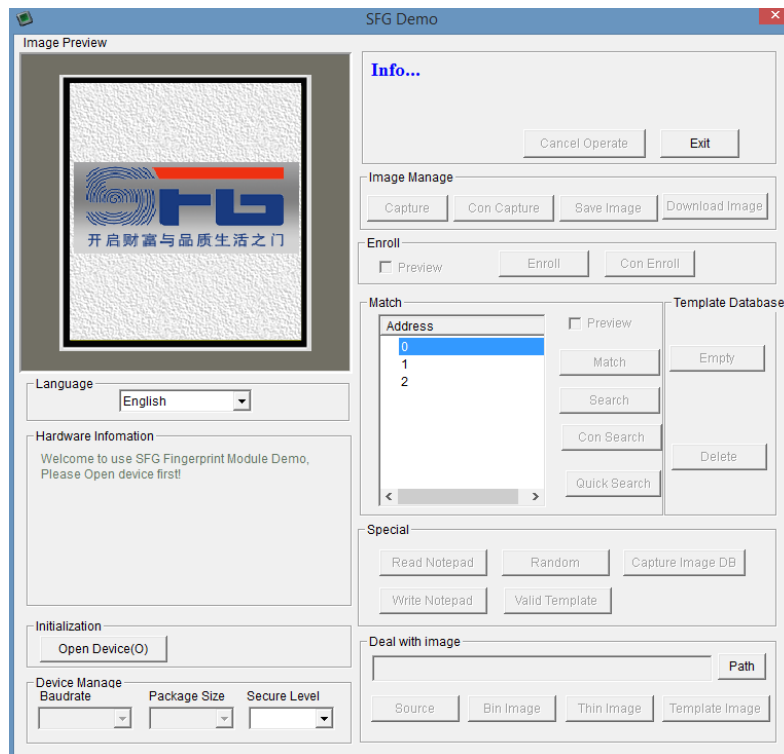 SFG Demo
Image Preview
SFG
开启财富与品质生活之门
Language
English
Hardware Infomation
Welcome to use SFG Fingerprint Module Demo,
Please Open device first!
Initialization
Open Device(O)
Device Manage
Baudrate Package Size Secure Level
Info...
Cancel Operate Exit
Image Manage
Capture Con Capture Save Image Download Image
Enroll
Preview Enroll Con Enroll
Match
Address
0
1
2
Preview
Match
Search
Con Search
Quick Search
Template Database
Empty
Delete
Special
Read Notepad Random Capture Image DB
Write Notepad Valid Template
Deal with image
Path
Source Bin Image Thin Image Template Image